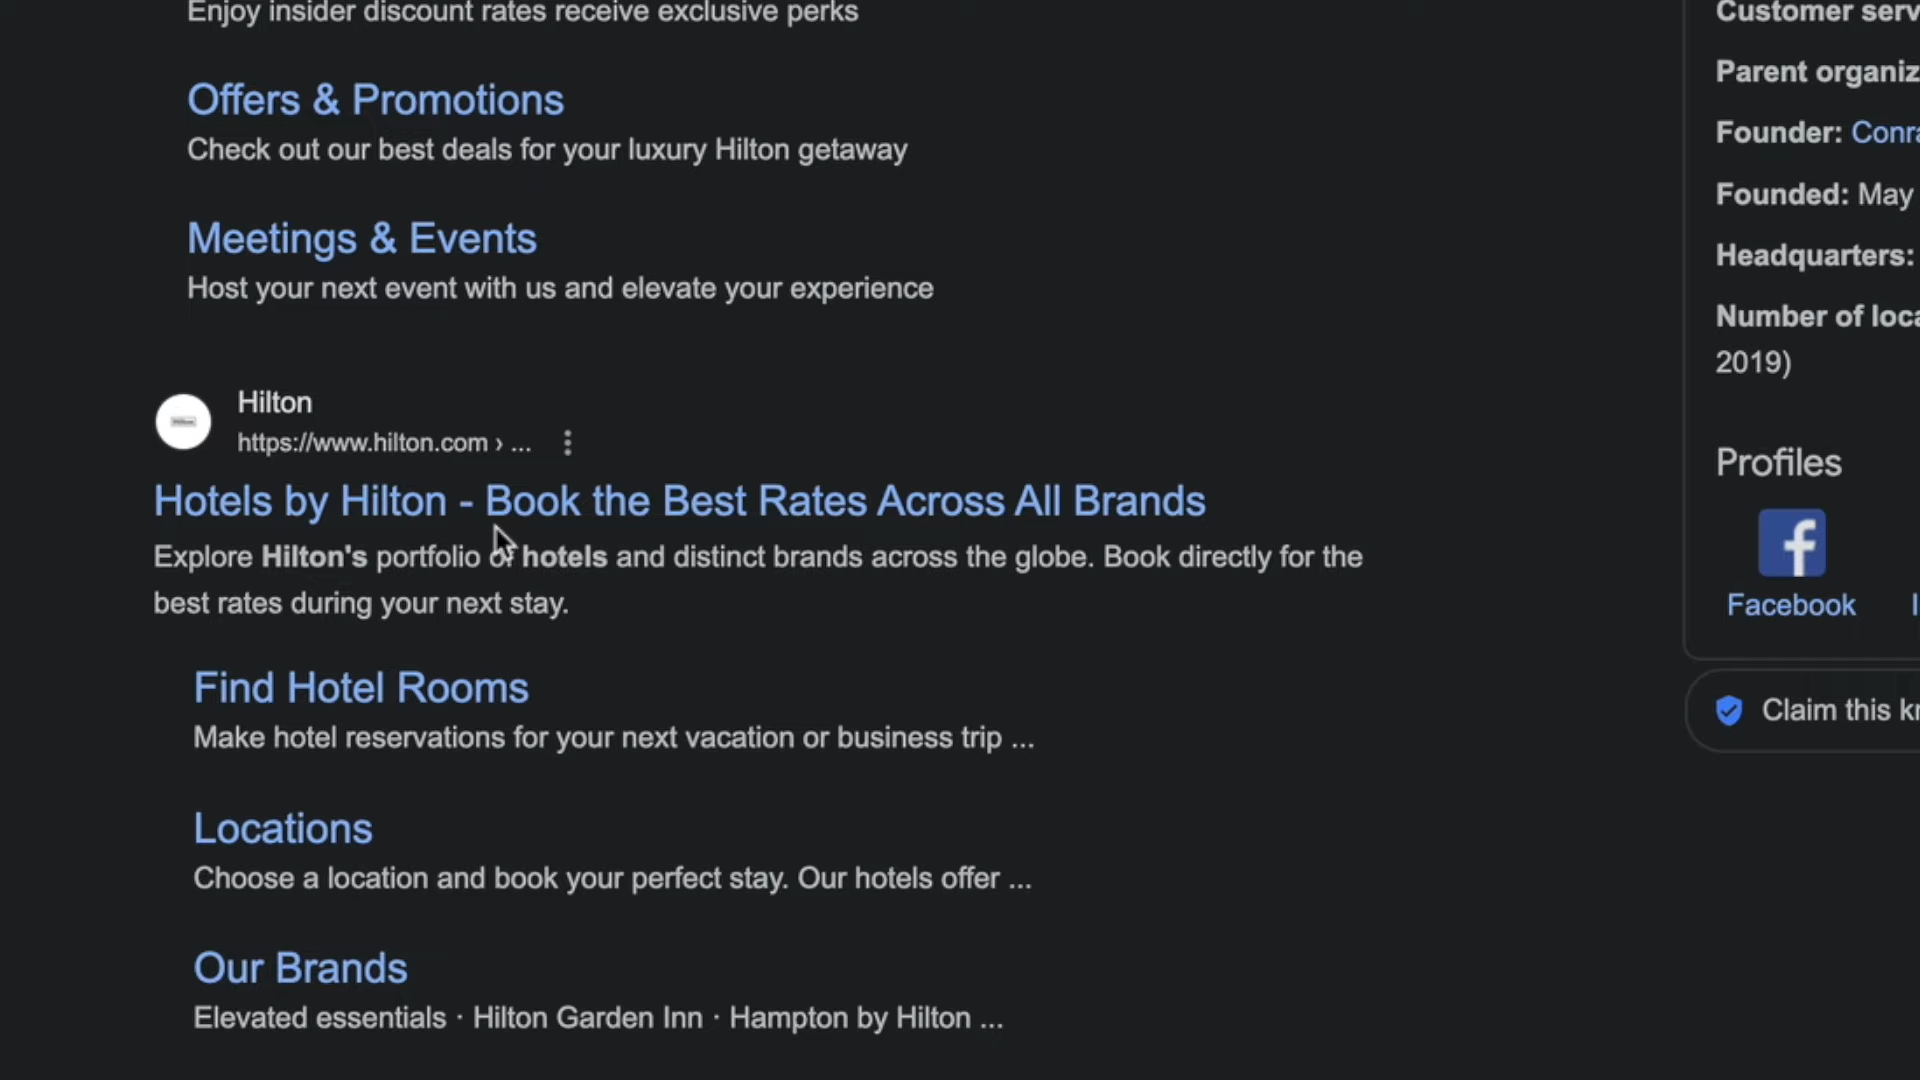 Enjoy insider discount rates receive exclusive perks
Offers & Promotions
Check out our best deals for your luxury Hilton getaway
Meetings & Events
Host your next event with us and elevate your experience
Hilton
https://www.hilton.com › ...
Hotels by Hilton - Book the Best Rates Across All Brands
Explore Hilton's portfolio of hotels and distinct brands across the globe. Book directly for the
best rates during your next stay.
Find Hotel Rooms
Make hotel reservations for your next vacation or business trip ...
Locations
Choose a location and book your perfect stay. Our hotels offer ...
Our Brands
Elevated essentials · Hilton Garden Inn · Hampton by Hilton ...
Customer serv
Parent organiz
Founder: Conra
Founded: May
Headquarters:
Number of loca
2019)
Profiles
Facebook
Claim this kn